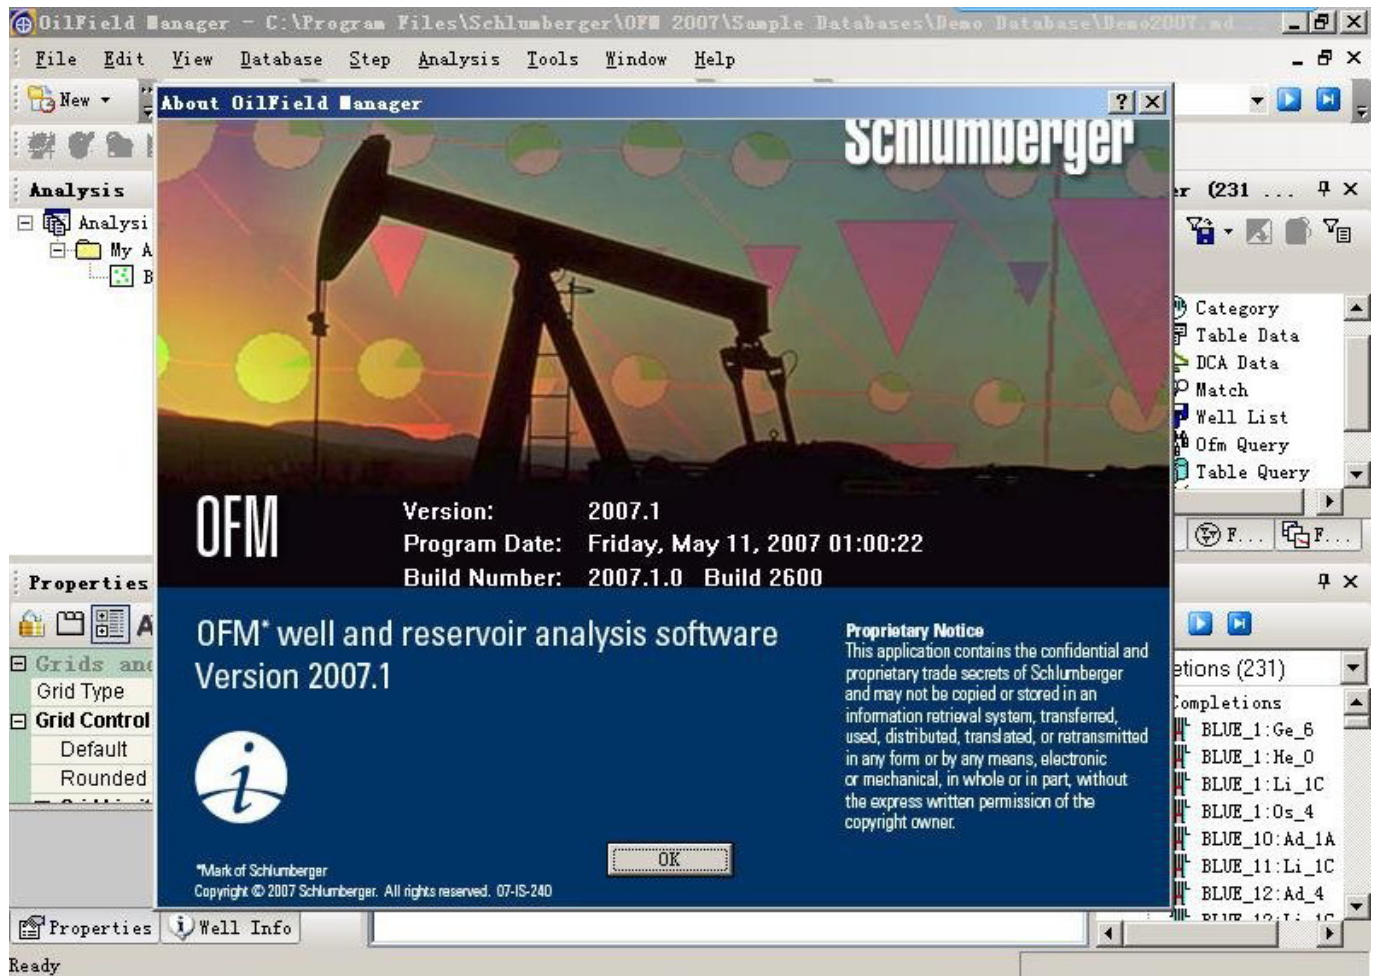 OilField Manager - C:\Program Files\Schlumberger\OFM 2007\Sample Databases\Demo Database\Demo2007.md
File Edit View Database Step Analysis Tools Window Help
New
About OilField Manager
Schlumberger
Analysis
r (231 ...
Analysi
My A
B
Category
Table Data
DCA Data
Match
Well List
Ofm Query
Table Query
F... F...
OFM
Version: 2007.1
Program Date: Friday, May 11, 2007 01:00:22
Build Number: 2007.1.0 Build 2600
Properties
A
OFM* well and reservoir analysis software
Version 2007.1
Proprietary Notice
This application contains the confidential and
proprietary trade secrets of Schlumberger
and may not be copied or stored in an
information retrieval system, transferred,
used, distributed, translated, or retransmitted
in any form or by any means, electronic
or mechanical, in whole or in part, without
the express written permission of the
copyright owner.
Grids and
Grid Type
Grid Control
Default
Rounded
etions (231)
Completions
BLUE_1:Ge_6
BLUE_1:He_0
BLUE_1:Li_1C
BLUE_1:Os_4
BLUE_10:Ad_1A
BLUE_11:Li_1C
BLUE_12:Ad_4
BLUE_12:Li_1C
i
OK
*Mark of Schlumberger
Copyright © 2007 Schlumberger. All rights reserved. 07-IS-240
Properties Well Info
Ready